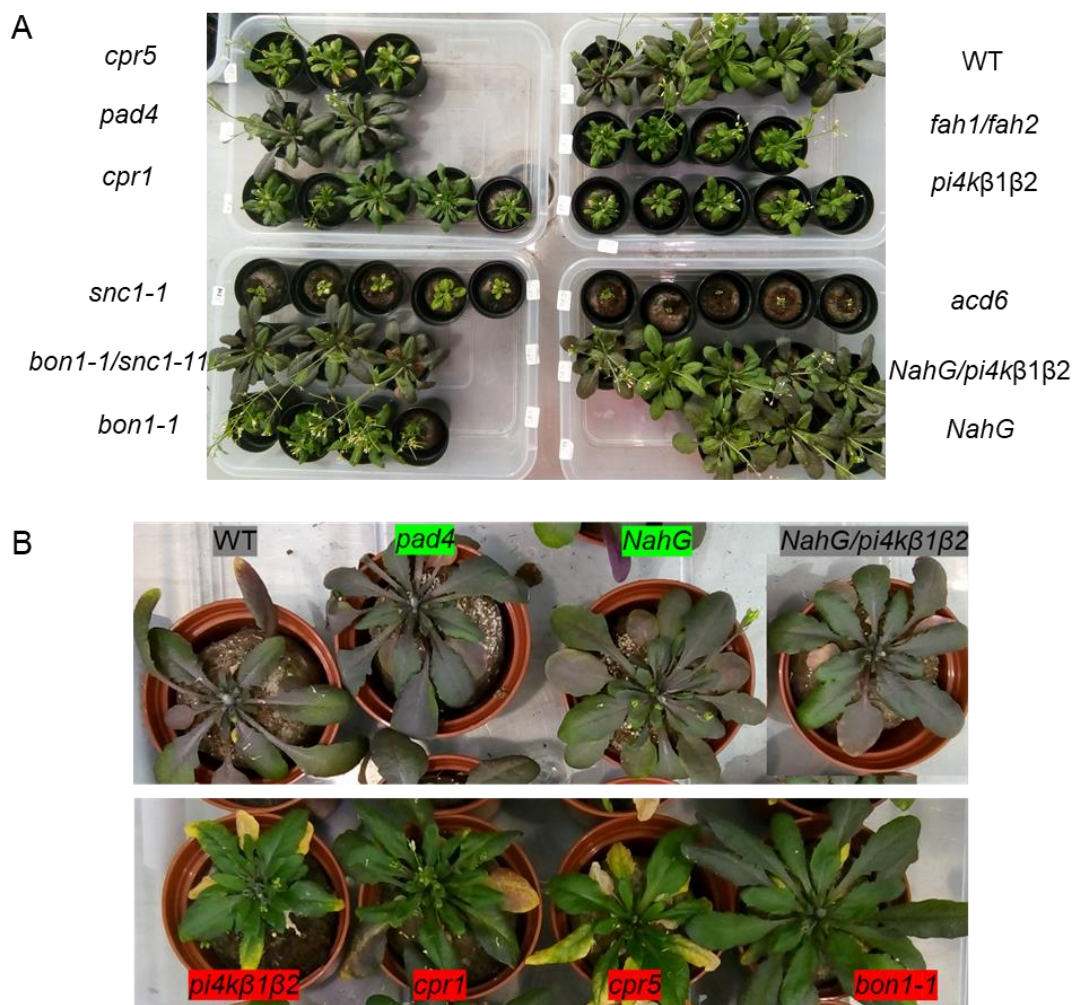 A
cpr5
pad4
cpr1
WT
fah1/fah2
pi4kβ1β2
snc1-1
bon1-1/snc1-11
bon1-1
acd6
NahG/pi4kβ1β2
NahG
B
WT
pad4
NahG
NahG/pi4kβ1β2
pi4kβ1β2
cpr1
cpr5
bon1-1